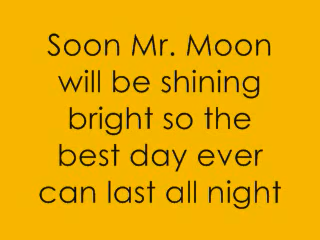 Soon Mr. Moon
will be shining
bright so the
best day ever
can last all night